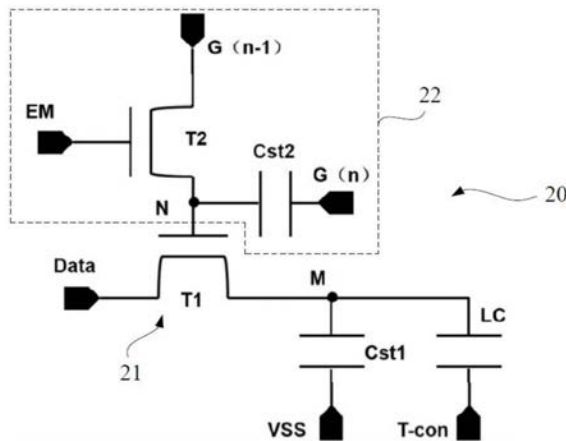 G（n-1）
EM
22
T2
Cst2
G（n）
20
N
Data
M
T1
LC
21
Cst1
VSS
T-con